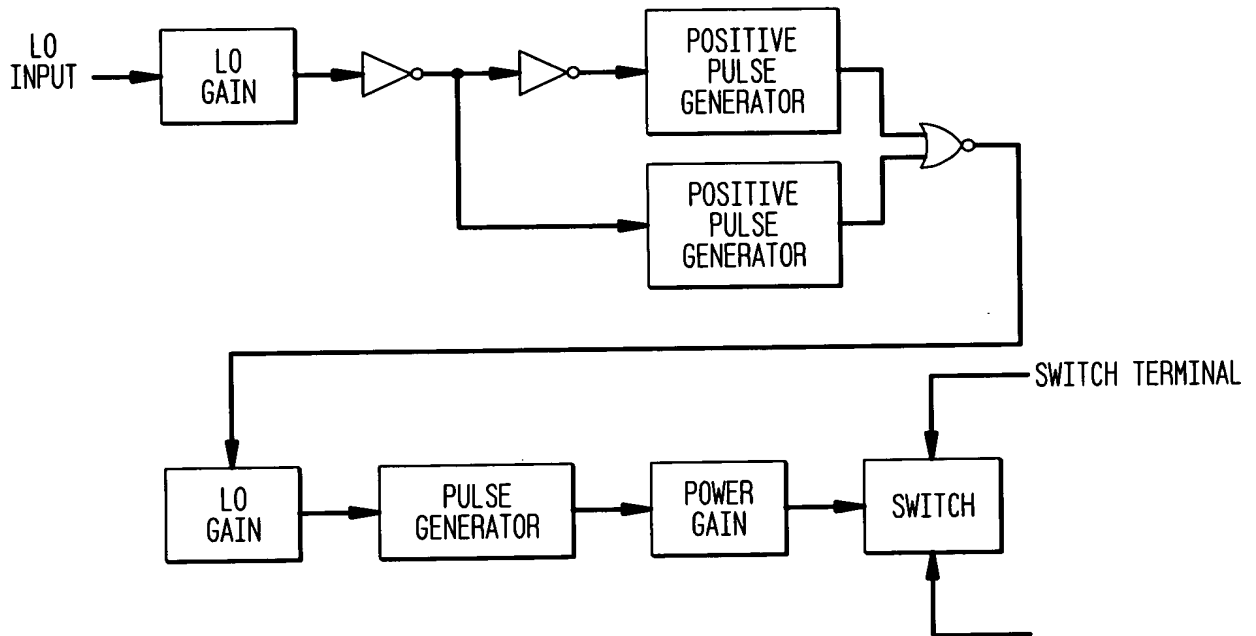 LO
INPUT
LO
GAIN
POSITIVE
PULSE
GENERATOR
POSITIVE
PULSE
GENERATOR
SWITCH TERMINAL
LO
GAIN
PULSE
GENERATOR
POWER
GAIN
SWITCH